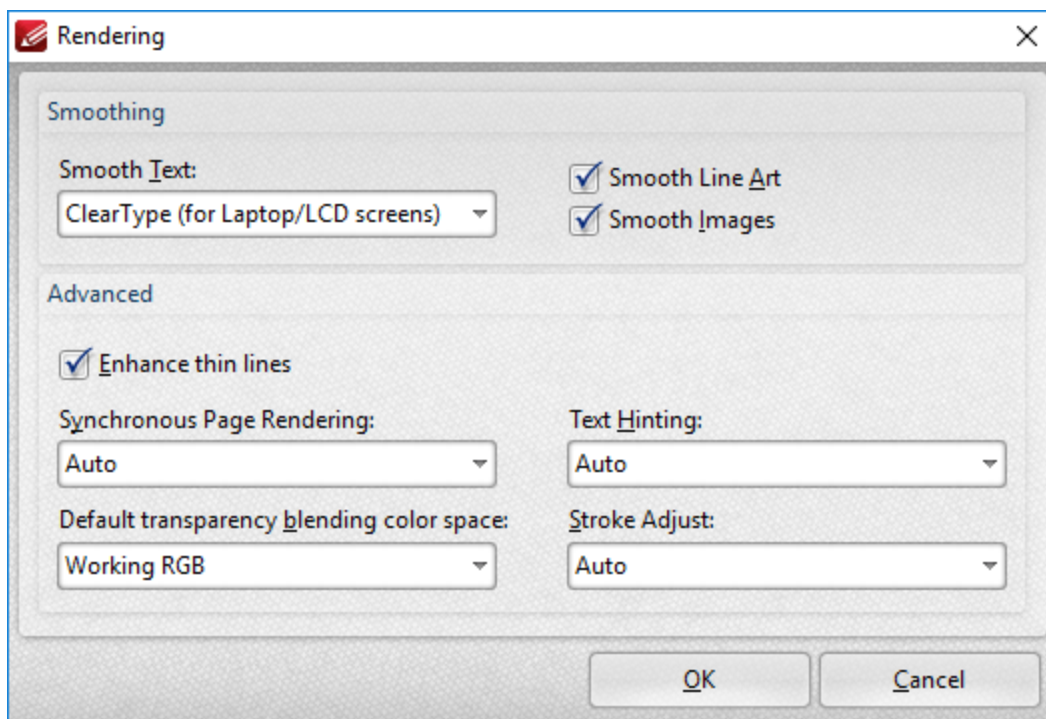 Rendering
Smoothing
Smooth Text:
ClearType (for Laptop/LCD screens)
Smooth Line Art
Smooth Images
Advanced
Enhance thin lines
Synchronous Page Rendering:
Text Hinting:
Auto
Auto
Default transparency blending color space:
Stroke Adjust:
Working RGB
Auto
OK
Cancel